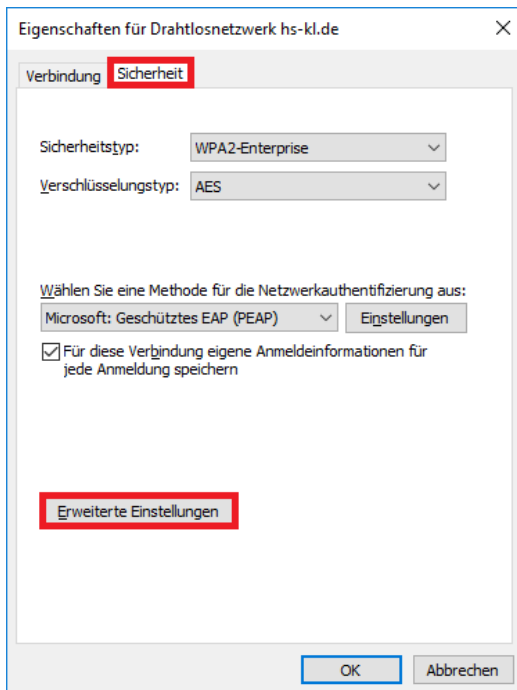 Eigenschaften für Drahtlosnetzwerk hs-kl.de
Verbindung Sicherheit
Sicherheitstyp: WPA2-Enterprise
Verschlüsselungstyp: AES
Wählen Sie eine Methode für die Netzwerkauthentifizierung aus:
Microsoft: Geschütztes EAP (PEAP) Einstellungen
Für diese Verbindung eigene Anmeldeinformationen für
jede Anmeldung speichern
Erweiterte Einstellungen
OK Abbrechen